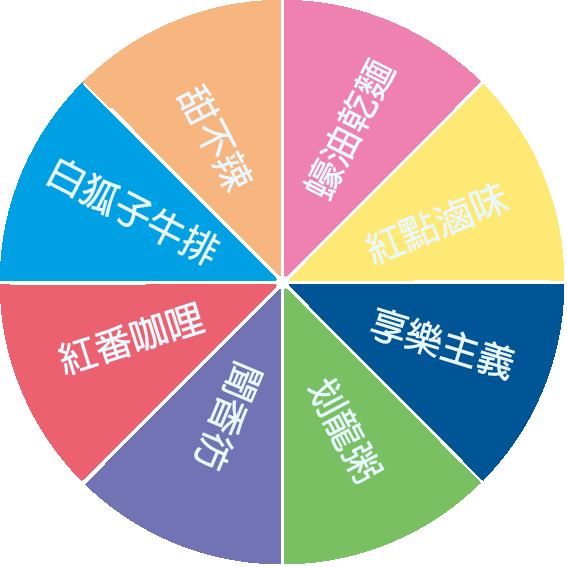 蠔油乾麵
紅點滷味
享樂主義
划龍粥
聞香彷
紅番咖哩
白狐子牛排
甜不辣